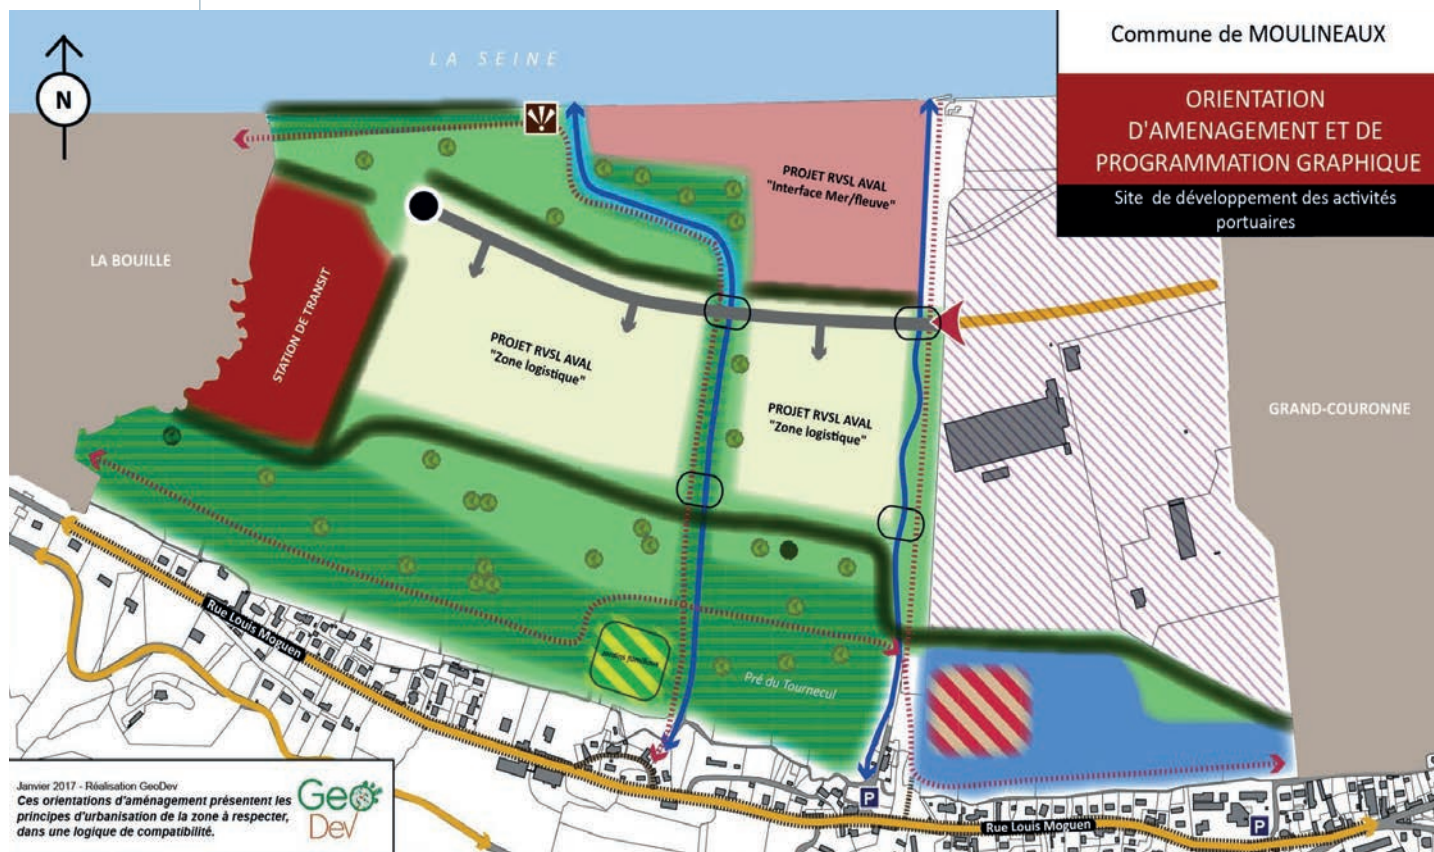 Commune de MOULINEAUX
ORIENTATION
D'AMENAGEMENT ET DE
PROGRAMMATION GRAPHIQUE
Site de développement des activités
portuaires
N
LA SEINE
PROJET RVSL AVAL
"Interface Mer/fleuve"
LA BOUILLE
STATION DE TRANSIT
PROJET RVSL AVAL
"Zone logistique"
PROJET RVSL AVAL
"Zone logistique"
GRAND-COURONNE
Rue Louis Moguen
Jardins familiaux
Pré du Tournecul
P
Rue Louis Moguen
P
Janvier 2017 - Réalisation GeoDev
Ces orientations d'aménagement présentent les
principes d'urbanisation de la zone à respecter,
dans une logique de compatibilité.
Geo
Dev